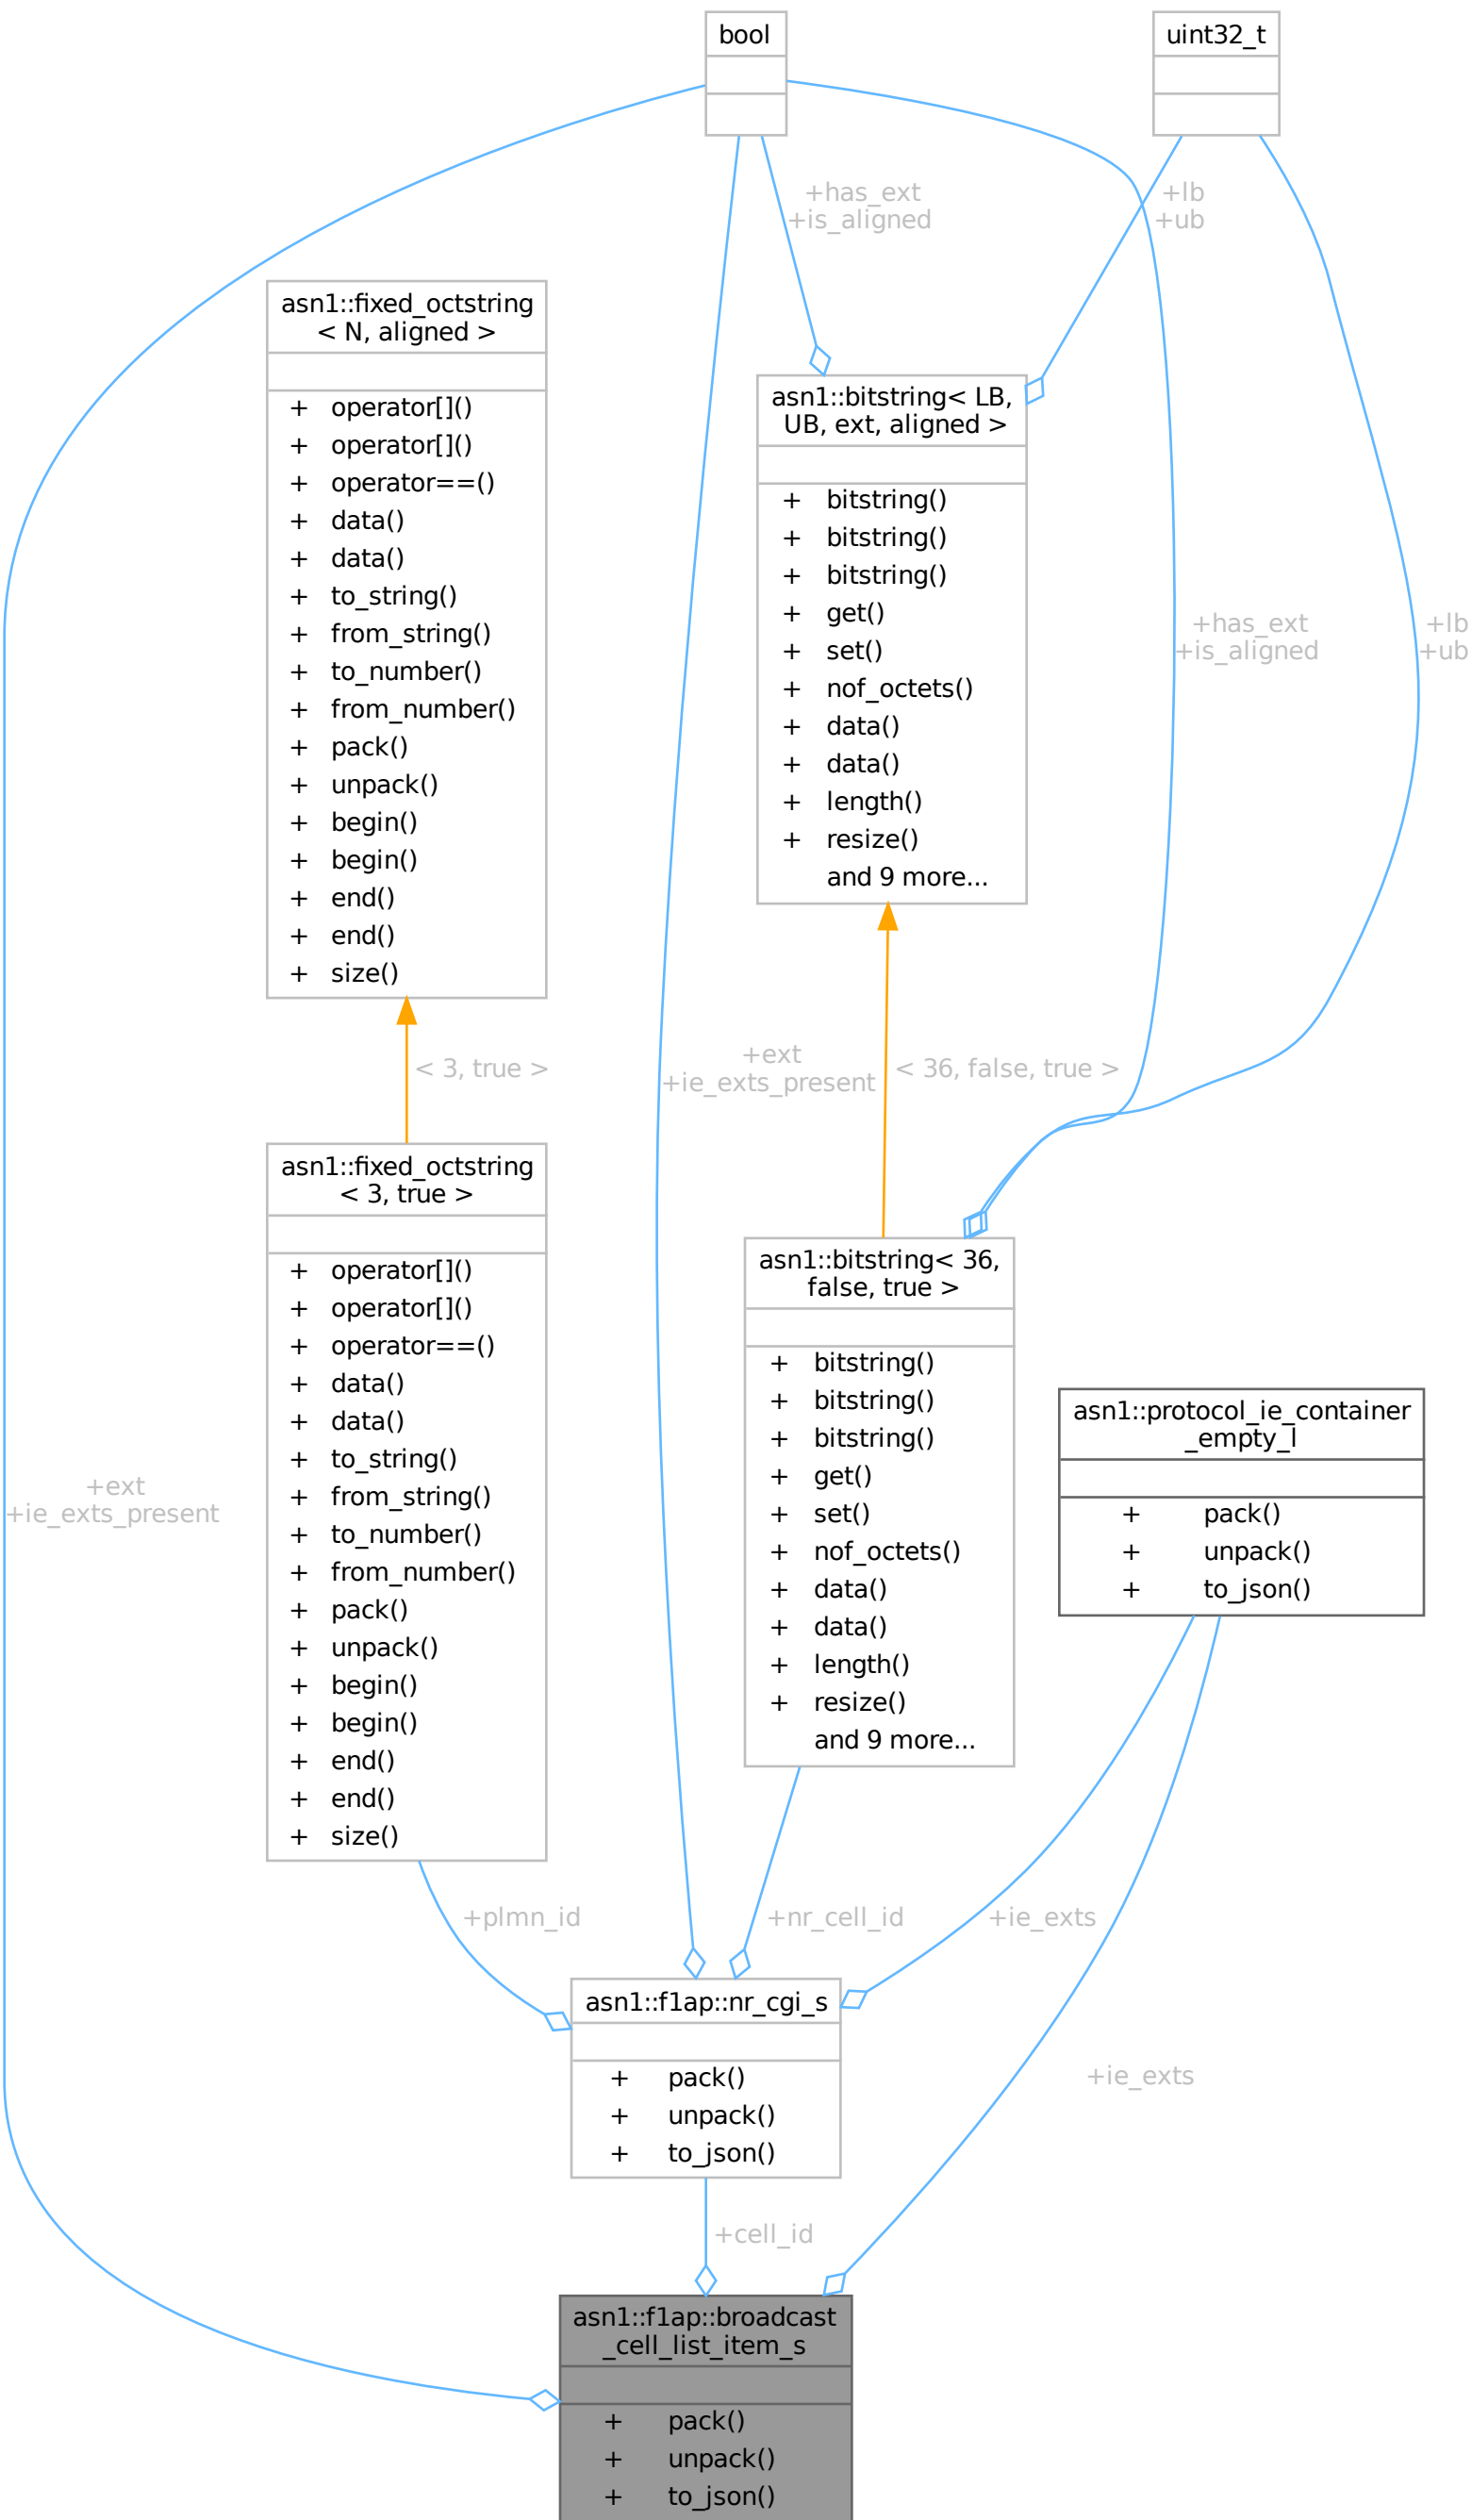 bool
uint32_t
+has_ext
+is_aligned
+lb
+ub
asn1::fixed_octstring
< N, aligned >
+ operator[]()
+ operator[]()
+ operator==()
+ data()
+ data()
+ to_string()
+ from_string()
+ to_number()
+ from_number()
+ pack()
+ unpack()
+ begin()
+ begin()
+ end()
+ end()
+ size()
asn1::bitstring< LB,
UB, ext, aligned >
+ bitstring()
+ bitstring()
+ bitstring()
+ get()
+ set()
+ nof_octets()
+ data()
+ data()
+ length()
+ resize()
and 9 more...
+has_ext
+is_aligned
+lb
+ub
< 3, true >
+ext
+ie_exts_present
< 36, false, true >
asn1::fixed_octstring
< 3, true >
+ operator[]()
+ operator[]()
+ operator==()
+ data()
+ data()
+ to_string()
+ from_string()
+ to_number()
+ from_number()
+ pack()
+ unpack()
+ begin()
+ begin()
+ end()
+ end()
+ size()
asn1::bitstring< 36,
false, true >
+ bitstring()
+ bitstring()
+ bitstring()
+ get()
+ set()
+ nof_octets()
+ data()
+ data()
+ length()
+ resize()
and 9 more...
asn1::protocol_ie_container
_empty_l
+ pack()
+ unpack()
+ to_json()
+ext
+ie_exts_present
+plmn_id
+nr_cell_id
+ie_exts
asn1::f1ap::nr_cgi_s
+ pack()
+ unpack()
+ to_json()
+ie_exts
+cell_id
asn1::f1ap::broadcast
_cell_list_item_s
+ pack()
+ unpack()
+ to_json()